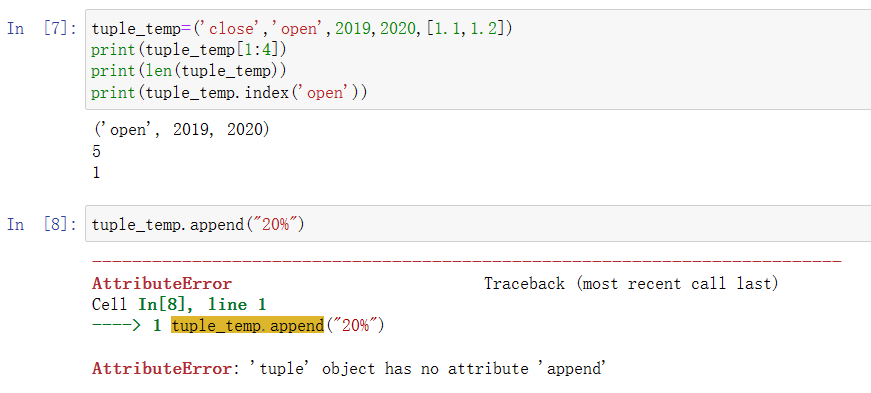 In [7]: tuple_temp=('close','open',2019,2020,[1.1,1.2])
print(tuple_temp[1:4])
print(len(tuple_temp))
print(tuple_temp.index('open'))
('open', 2019, 2020)
5
1
In [8]: tuple_temp.append("20%")
---------------------------------------------------------------------------
AttributeError                            Traceback (most recent call last)
Cell In[8], line 1
----> 1 tuple_temp.append("20%")
AttributeError: 'tuple' object has no attribute 'append'